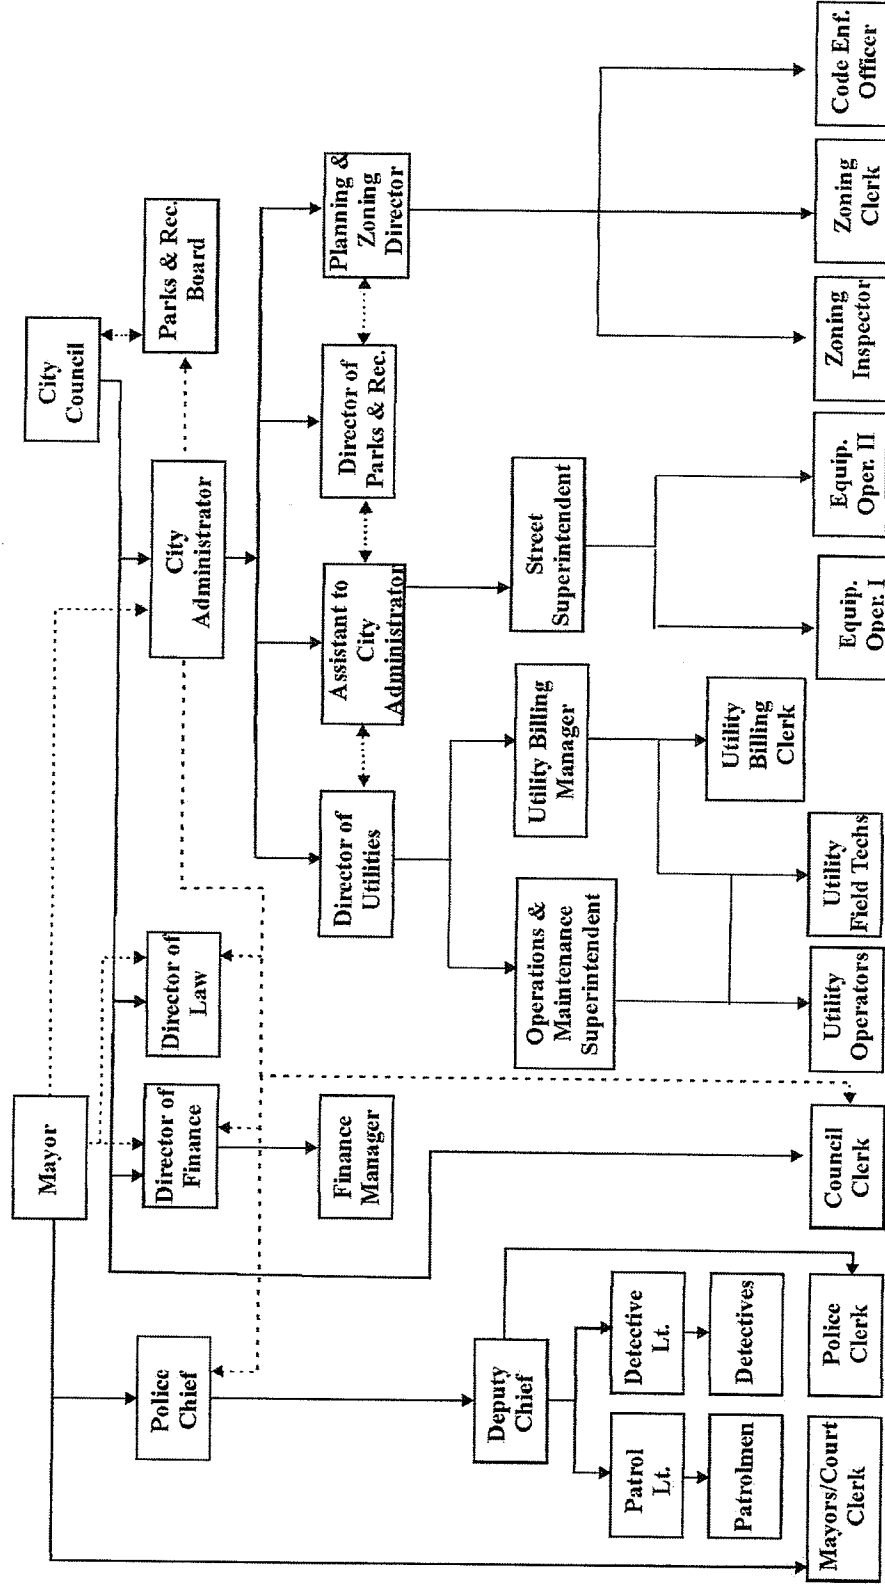 Mayor
City
Council
Police
Chief
Director of
Finance
Director of
Law
City
Administrator
Parks & Rec.
Board
Finance
Manager
Director of
Utilities
Assistant to
City
Administrator
Director of
Parks & Rec.
Planning &
Zoning
Director
Deputy
Chief
Operations &
Maintenance
Superintendent
Utility Billing
Manager
Street
Superintendent
Patrol
Lt.
Detective
Lt.
Patrolmen
Detectives
Utility
Billing
Clerk
Mayors/Court
Clerk
Police
Clerk
Council
Clerk
Utility
Operators
Utility
Field Techs
Equip.
Oper. I
Equip.
Oper. II
Zoning
Inspector
Zoning
Clerk
Code Enf.
Officer